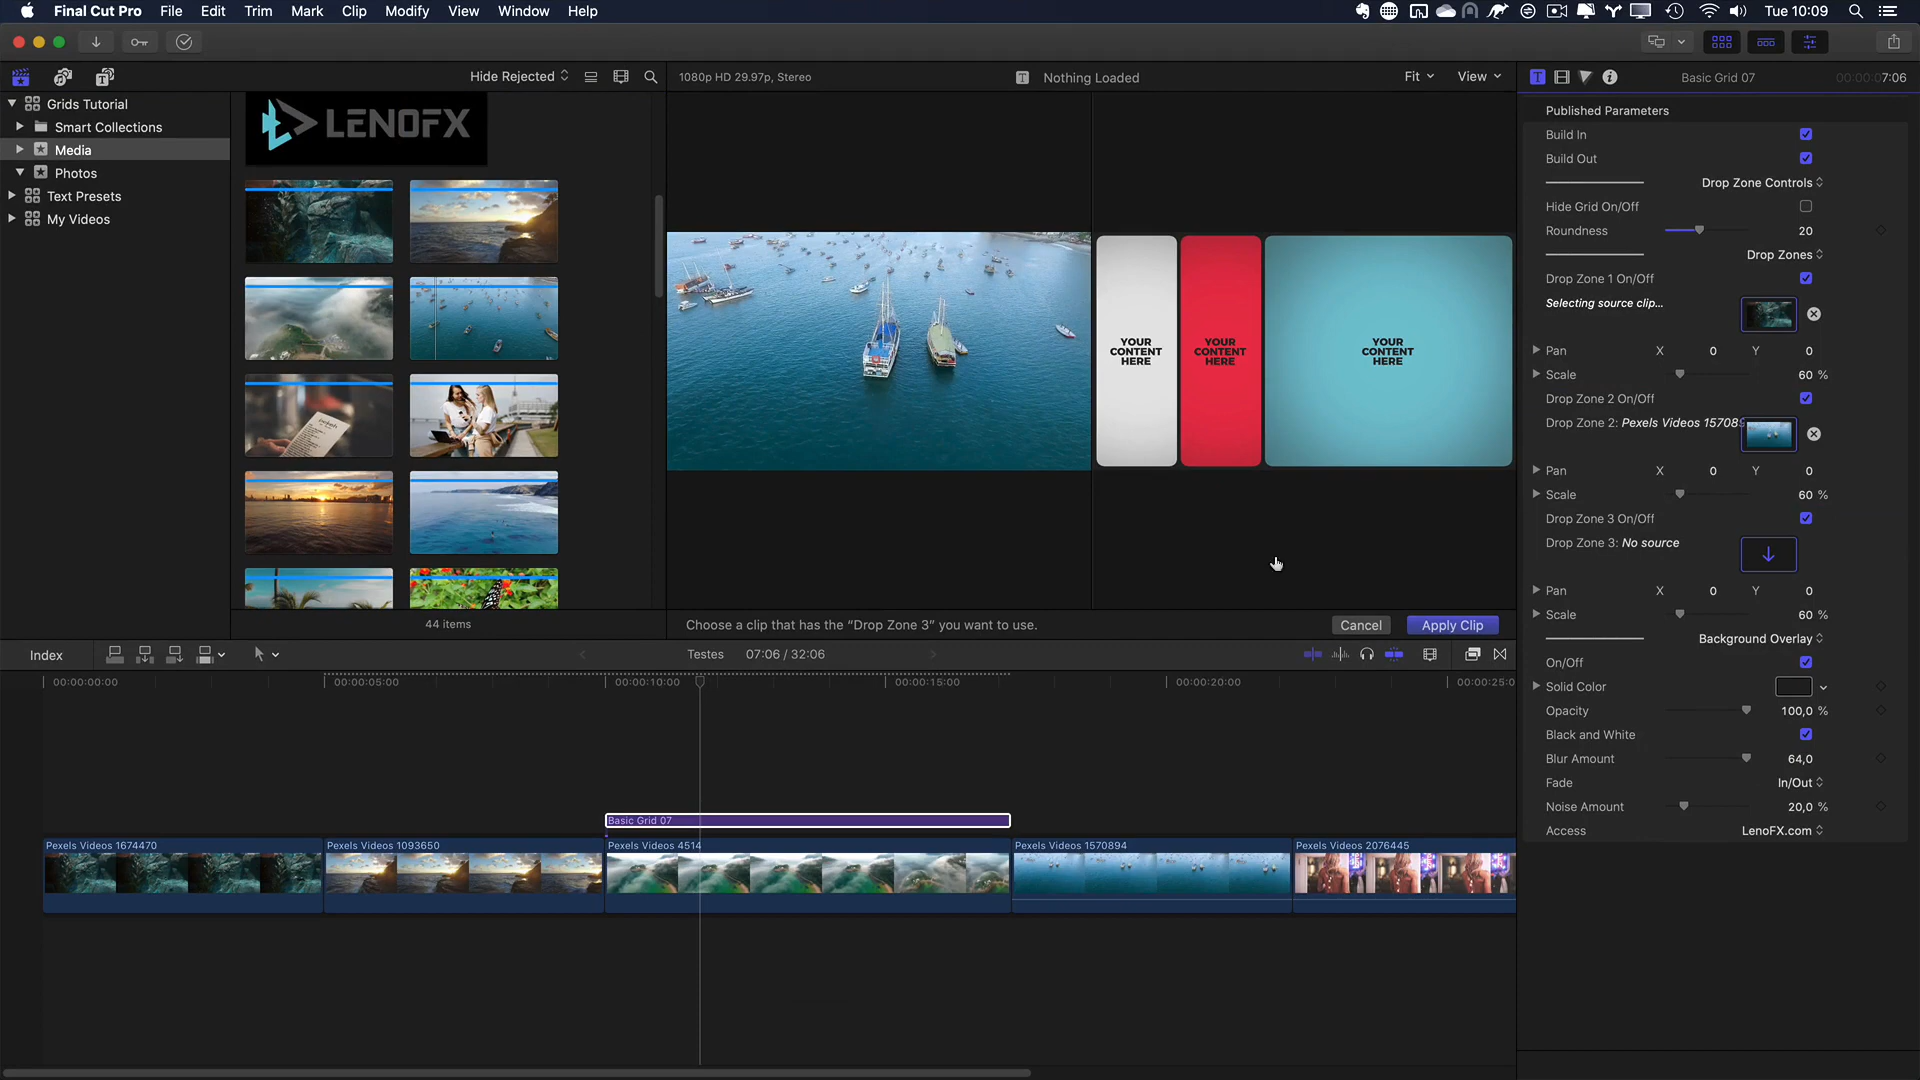 Final Cut Pro File Edit Trim Mark Clip Modify View Window Help Tue 10:09
Hide Rejected 1080p HD 29.97p, Stereo Nothing Loaded Fit View Basic Grid 07 00:00:00:07:06
Grids Tutorial
Smart Collections
Media
Photos
Text Presets
My Videos
LENOFX
44 items
YOUR CONTENT HERE
YOUR CONTENT HERE
YOUR CONTENT HERE
Choose a clip that has the “Drop Zone 3” you want to use. Cancel Apply Clip
Published Parameters
Build In
Build Out
Drop Zone Controls
Hide Grid On/Off
Roundness 20
Drop Zones
Drop Zone 1 On/Off
Selecting source clip...
Pan X 0 Y 0
Scale 60 %
Drop Zone 2 On/Off
Drop Zone 2: Pexels Videos 157089
Pan X 0 Y 0
Scale 60 %
Drop Zone 3 On/Off
Drop Zone 3: No source
Pan X 0 Y 0
Scale 60 %
Background Overlay
On/Off
Solid Color
Opacity 100,0 %
Black and White
Blur Amount 64,0
Fade In/Out
Noise Amount 20,0 %
Access LenoFX.com
Index Testes 07:06 / 32:06
00:00:00:00 00:00:05:00 00:00:10:00 00:00:15:00 00:00:20:00 00:00:25:0
Basic Grid 07
Pexels Videos 1674470 Pexels Videos 1093650 Pexels Videos 4514 Pexels Videos 1570894 Pexels Videos 2076445